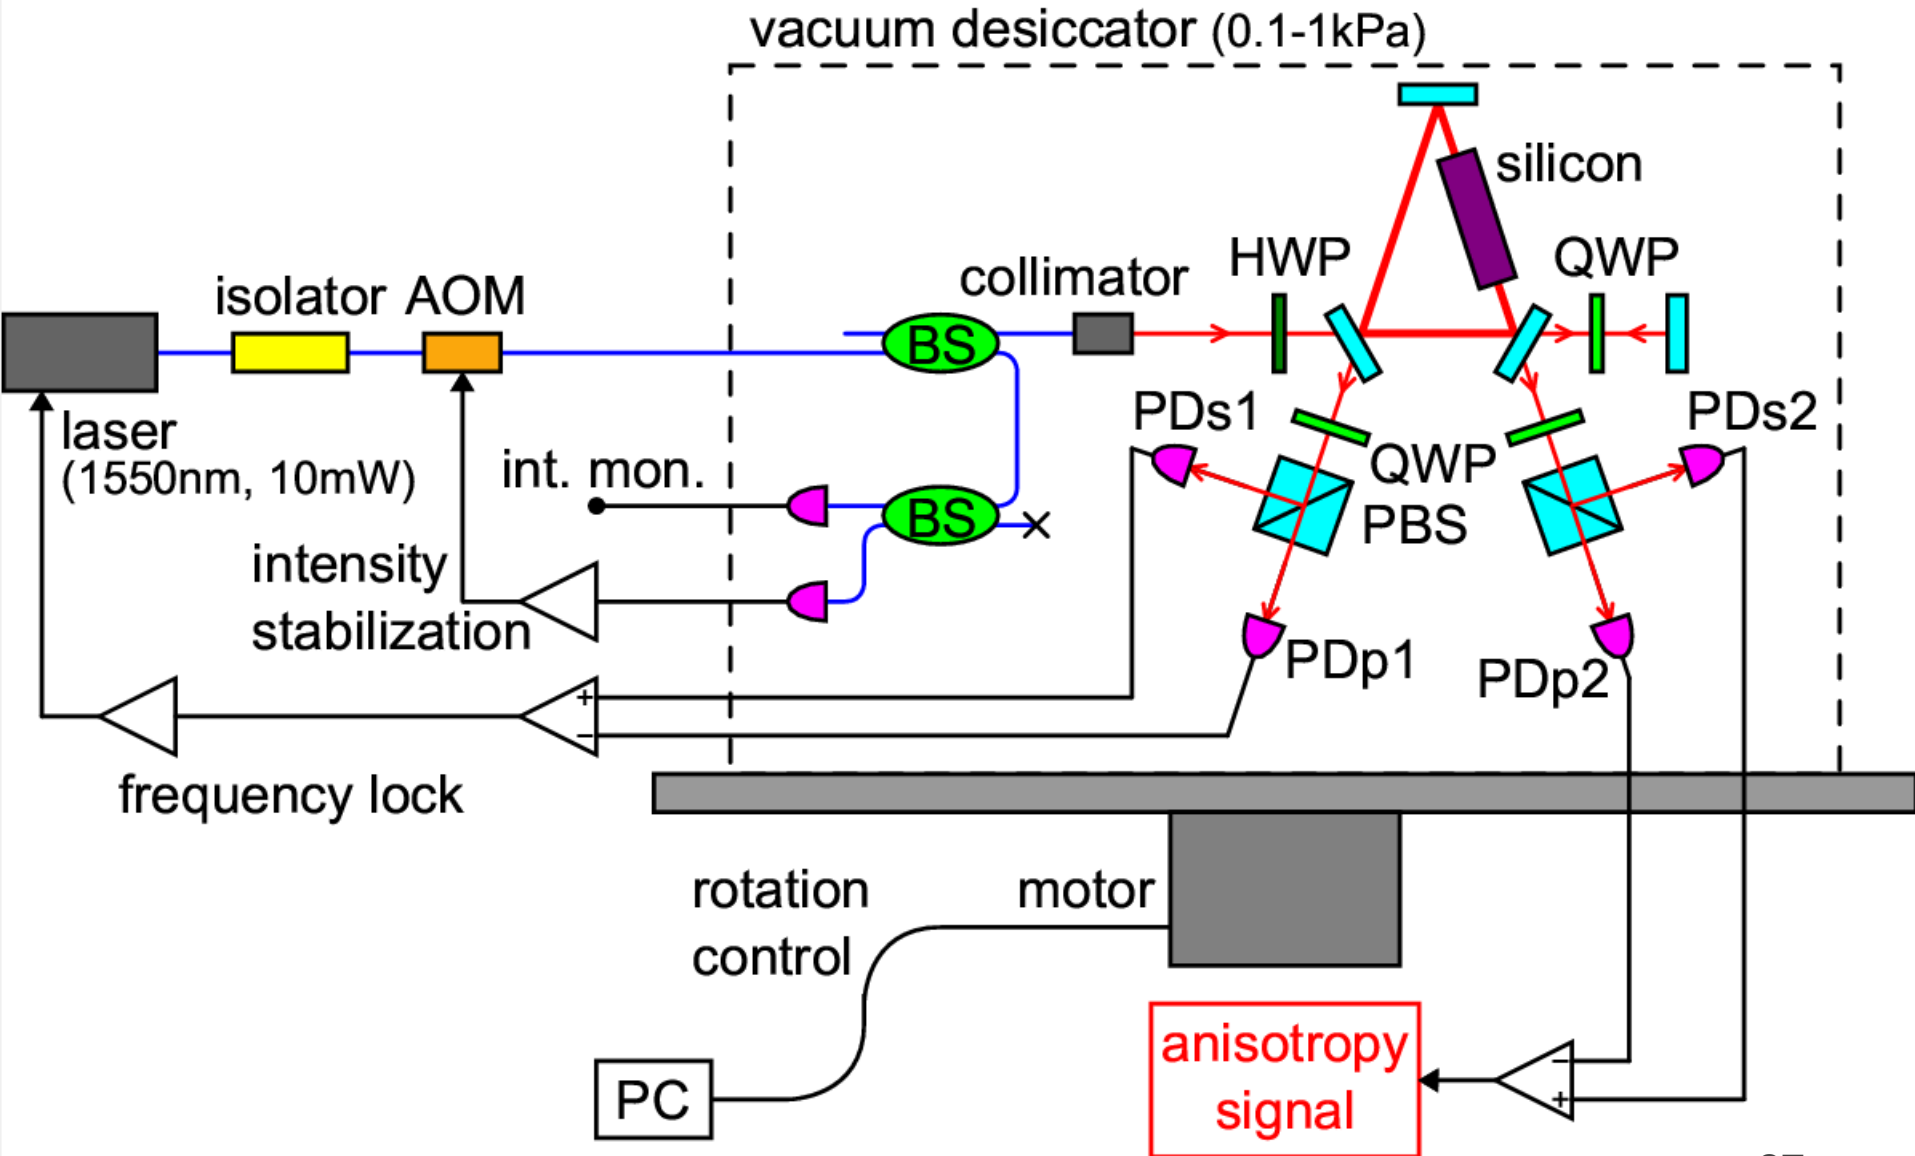 vacuum desiccator (0.1-1kPa)
silicon
HWP
QWP
collimator
isolator
AOM
BS
laser
(1550nm, 10mW)
PDs1
PDs2
QWP
PBS
int. mon.
BS
intensity
stabilization
PDp1
PDp2
+
−
frequency lock
rotation
control
motor
PC
anisotropy
signal
−
+